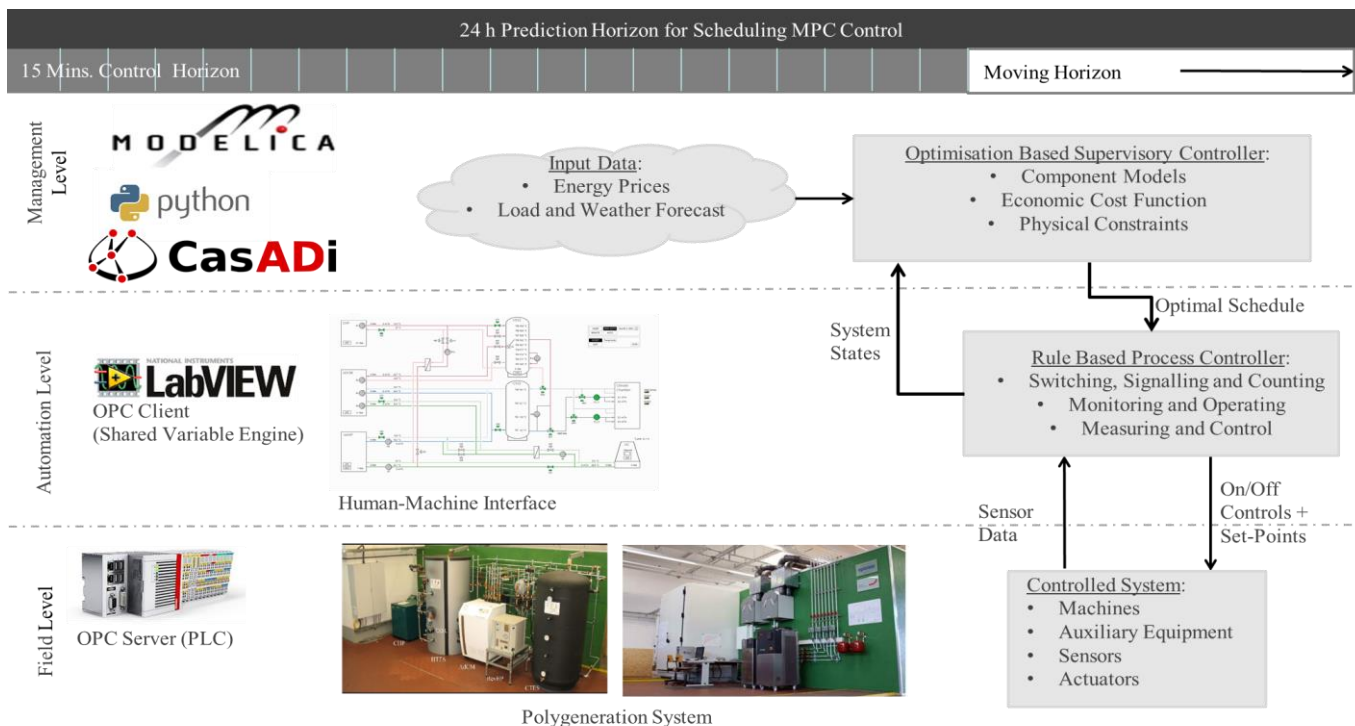 24 h Prediction Horizon for Scheduling MPC Control
15 Mins. Control Horizon
Moving Horizon
Management
Level
MODELICA
python
CasADi
Input Data:
• Energy Prices
• Load and Weather Forecast
Optimisation Based Supervisory Controller:
• Component Models
• Economic Cost Function
• Physical Constraints
System
States
Optimal Schedule
Automation Level
NATIONAL INSTRUMENTS
LabVIEW
OPC Client
(Shared Variable Engine)
Human-Machine Interface
Rule Based Process Controller:
• Switching, Signalling and Counting
• Monitoring and Operating
• Measuring and Control
Sensor
Data
On/Off
Controls +
Set-Points
Field Level
OPC Server (PLC)
CHP
HTES
AdCM
CTES
Polygeneration System
Controlled System:
• Machines
• Auxiliary Equipment
• Sensors
• Actuators